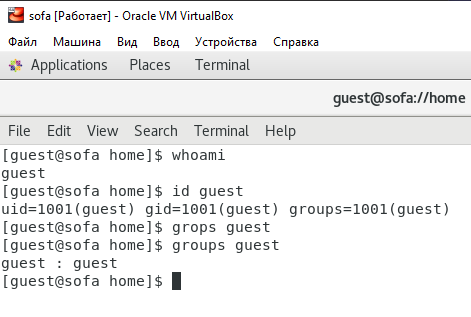 sofa [Работает] - Oracle VM VirtualBox
Файл Машина Вид Ввод Устройства Справка
Applications Places Terminal
guest@sofa://home
File Edit View Search Terminal Help
[guest@sofa home]$ whoami
guest
[guest@sofa home]$ id guest
uid=1001(guest) gid=1001(guest) groups=1001(guest)
[guest@sofa home]$ grops guest
[guest@sofa home]$ groups guest
guest : guest
[guest@sofa home]$